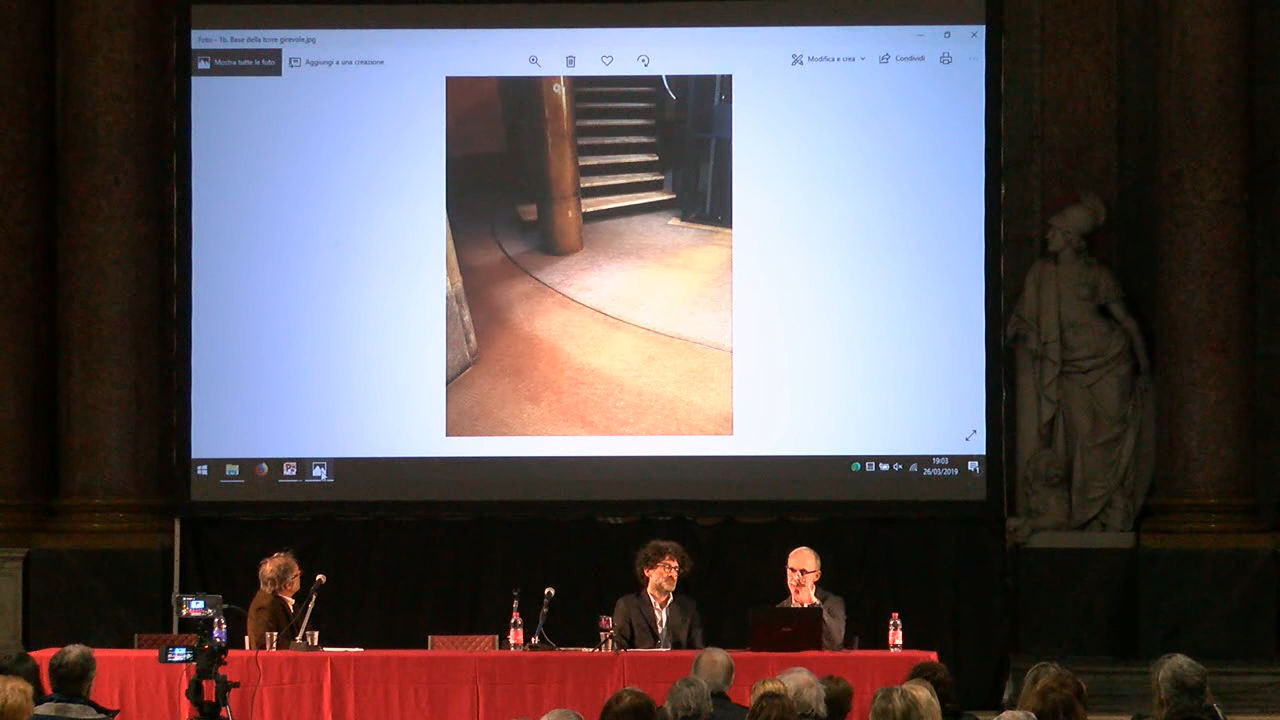 Foto - 1b. Base della torre girevole.jpg
Mostra tutte le foto
Aggiungi a una creazione
Modifica e crea
Condividi
19:03
26/03/2019